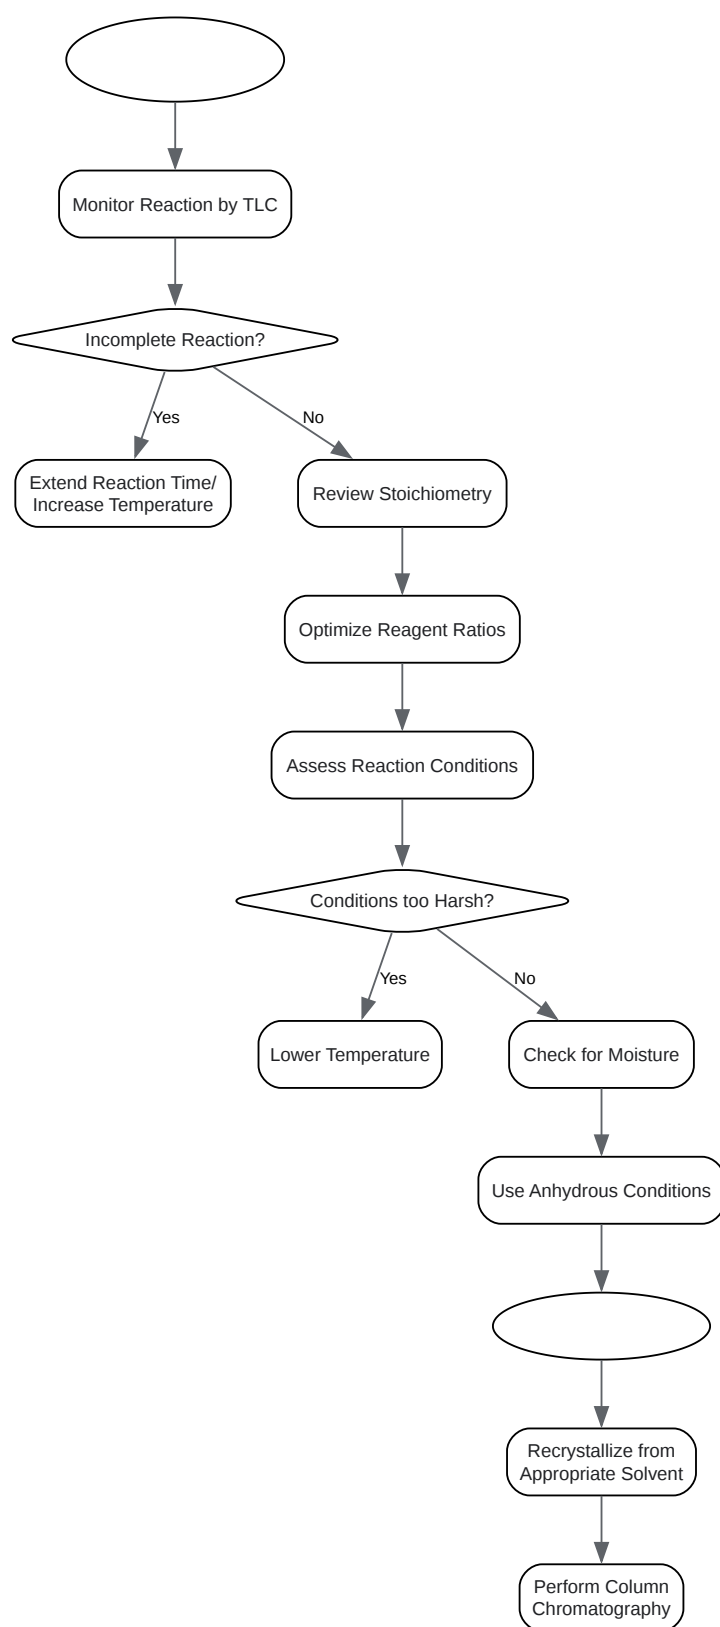 Monitor Reaction by TLC
Incomplete Reaction?
Yes
No
Extend Reaction Time/
Increase Temperature
Review Stoichiometry
Optimize Reagent Ratios
Assess Reaction Conditions
Conditions too Harsh?
Yes
No
Lower Temperature
Check for Moisture
Use Anhydrous Conditions
Recrystallize from
Appropriate Solvent
Perform Column
Chromatography